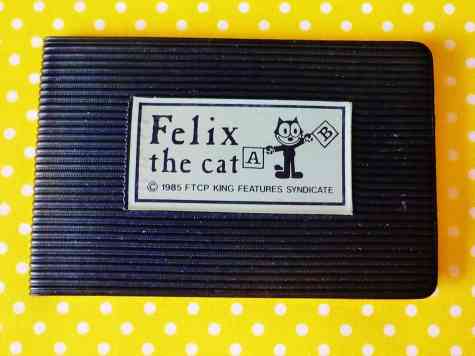 Felix
the cat
A
B
© 1985 FTCP KING FEATURES SYNDICATE